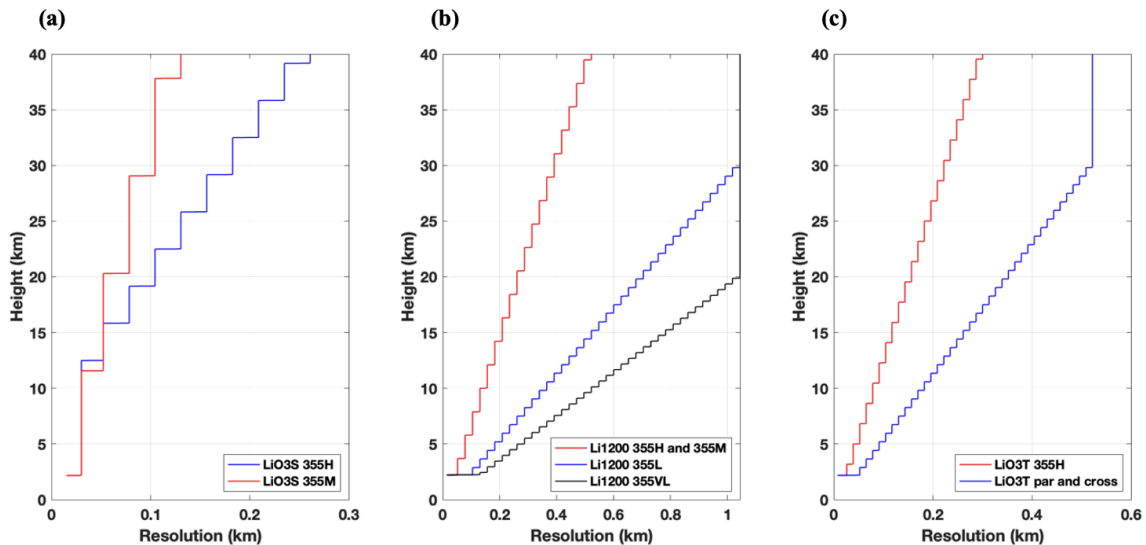 (a)
40
35
30
25
20
15
10
5
0
Height (km)
0
0.1
0.2
0.3
Resolution (km)
LiO3S 355H
LiO3S 355M
(b)
40
35
30
25
20
15
10
5
0
Height (km)
0
0.2
0.4
0.6
0.8
1
Resolution (km)
Li1200 355H and 355M
Li1200 355L
Li1200 355VL
(c)
40
35
30
25
20
15
10
5
0
Height (km)
0
0.2
0.4
0.6
Resolution (km)
LiO3T 355H
LiO3T par and cross